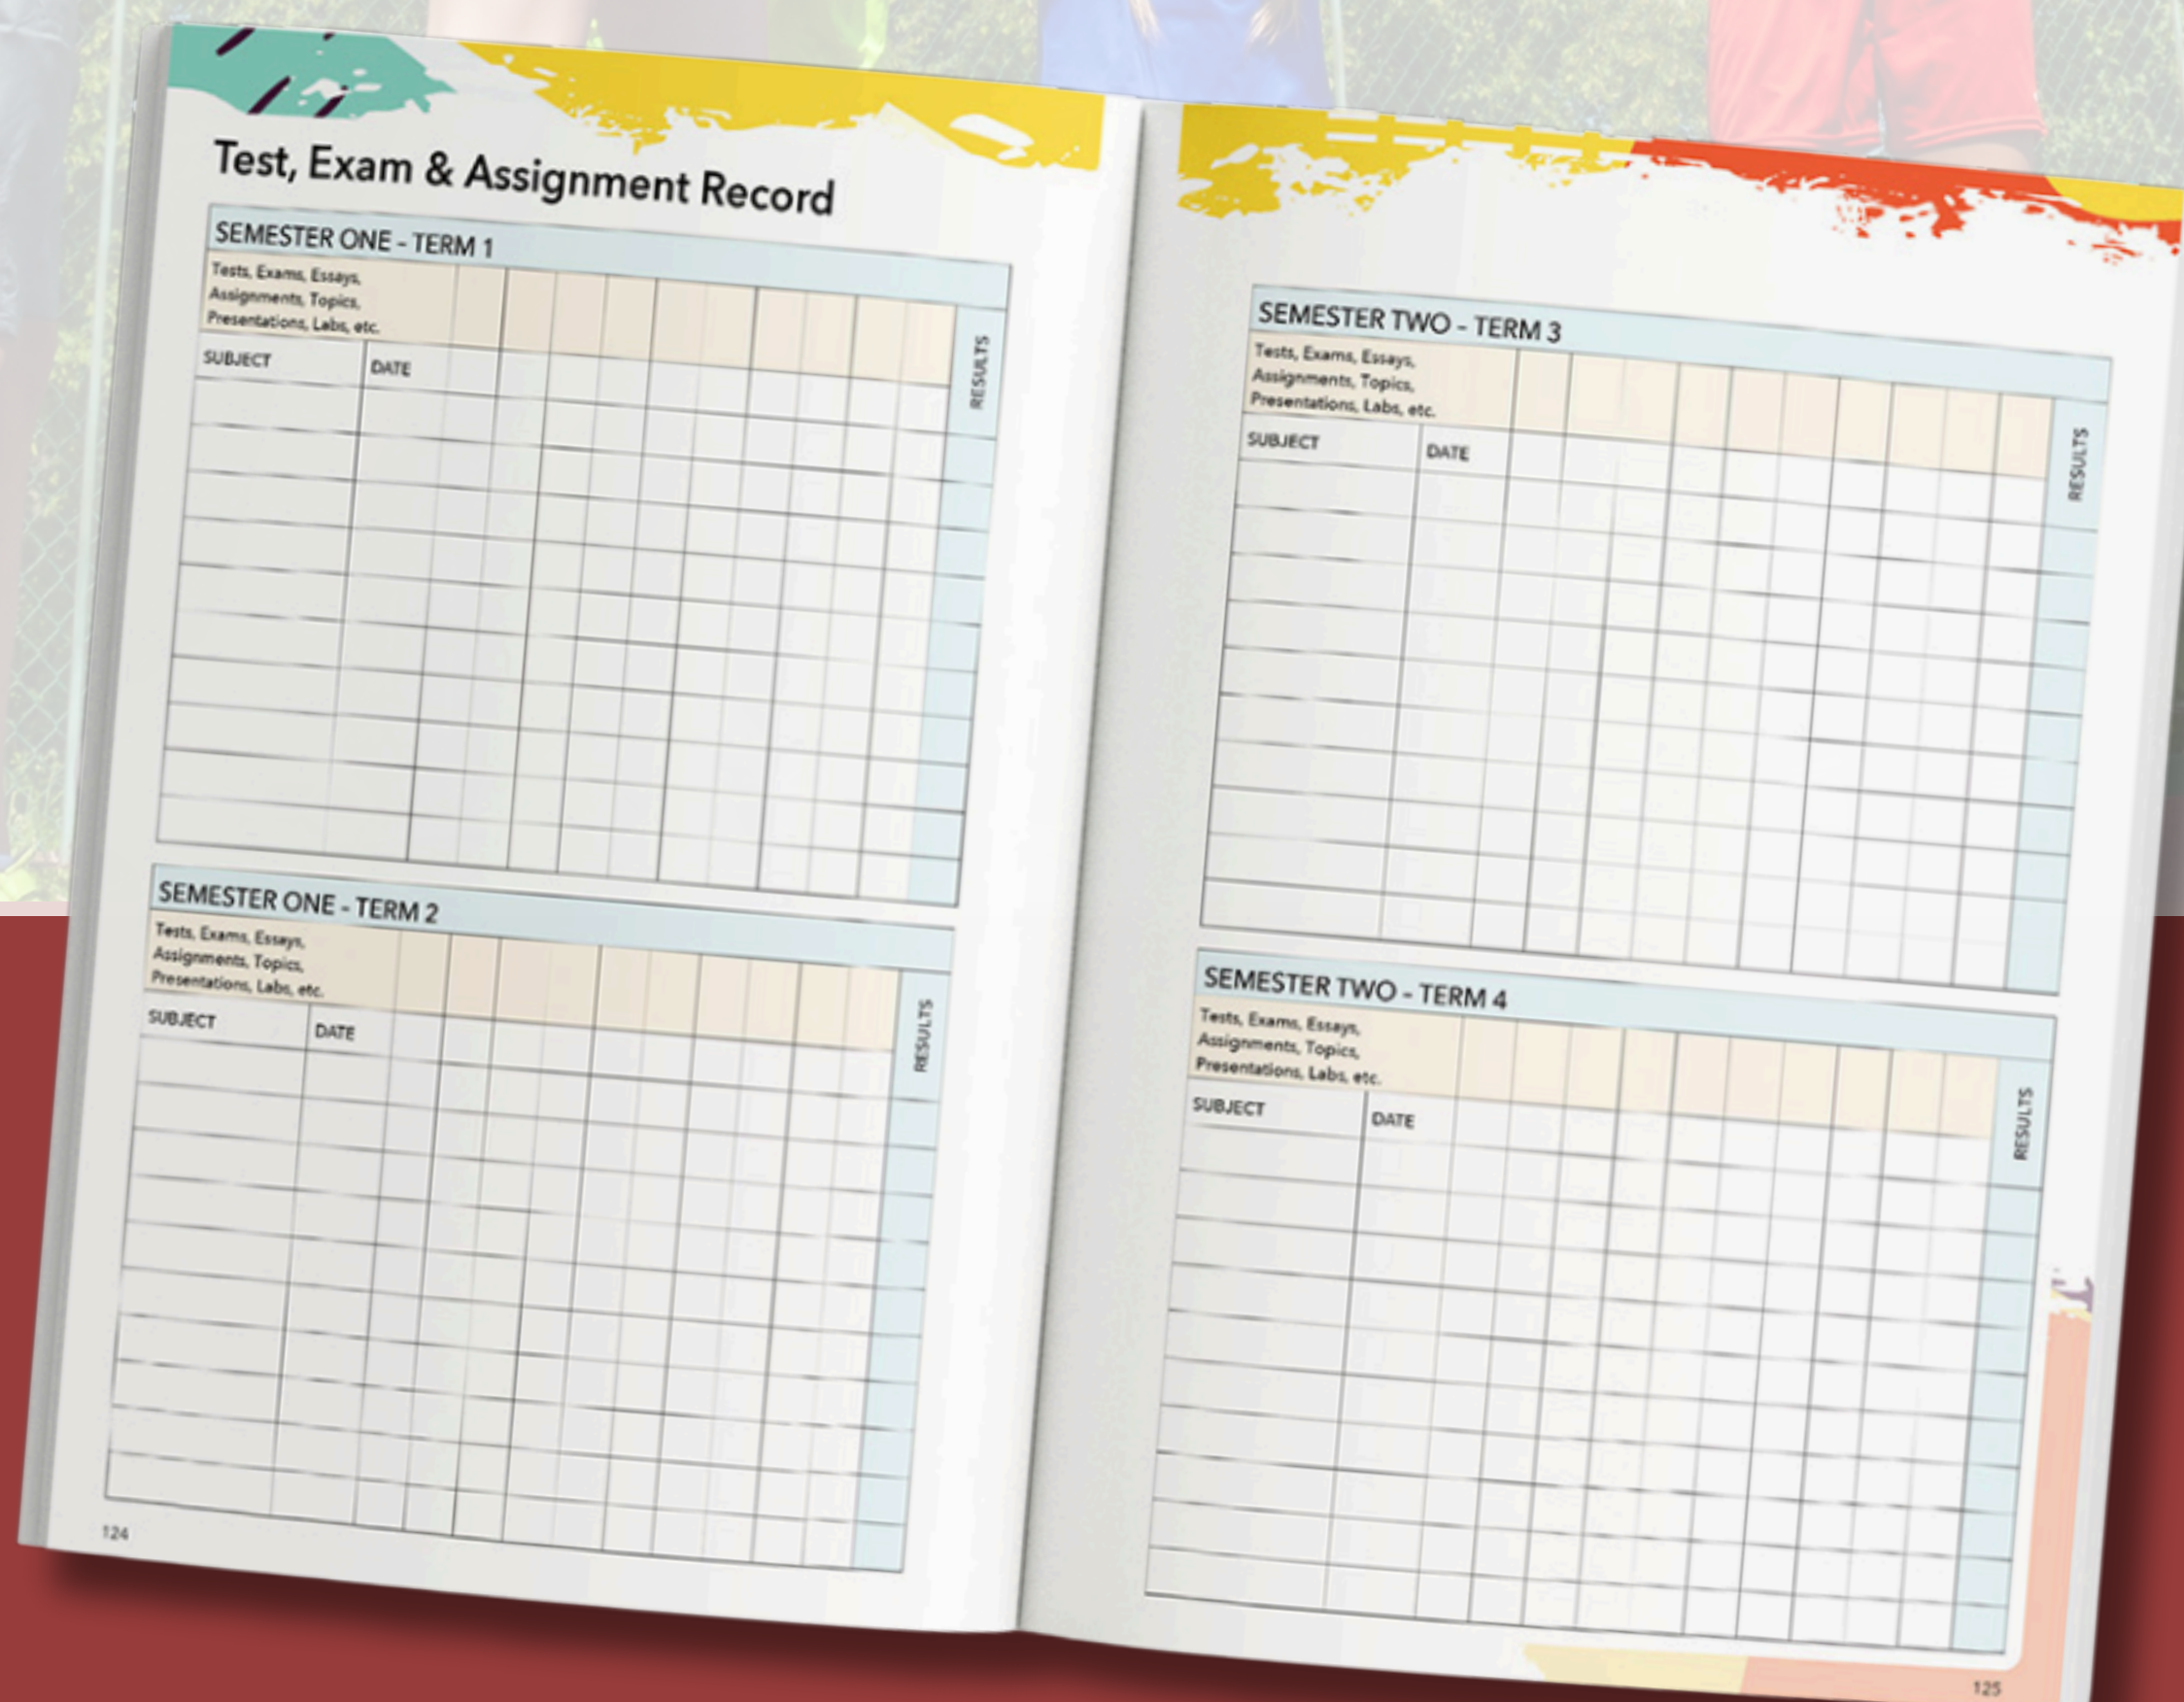 Test, Exam & Assignment Record
SEMESTER ONE - TERM 1
Tests, Exams, Essays,
Assignments, Topics,
Presentations, Labs, etc.
RESULTS
SUBJECT DATE
SEMESTER ONE - TERM 2
Tests, Exams, Essays,
Assignments, Topics,
Presentations, Labs, etc.
RESULTS
SUBJECT DATE
124
SEMESTER TWO - TERM 3
Tests, Exams, Essays,
Assignments, Topics,
Presentations, Labs, etc.
RESULTS
SUBJECT DATE
SEMESTER TWO - TERM 4
Tests, Exams, Essays,
Assignments, Topics,
Presentations, Labs, etc.
RESULTS
SUBJECT DATE
125